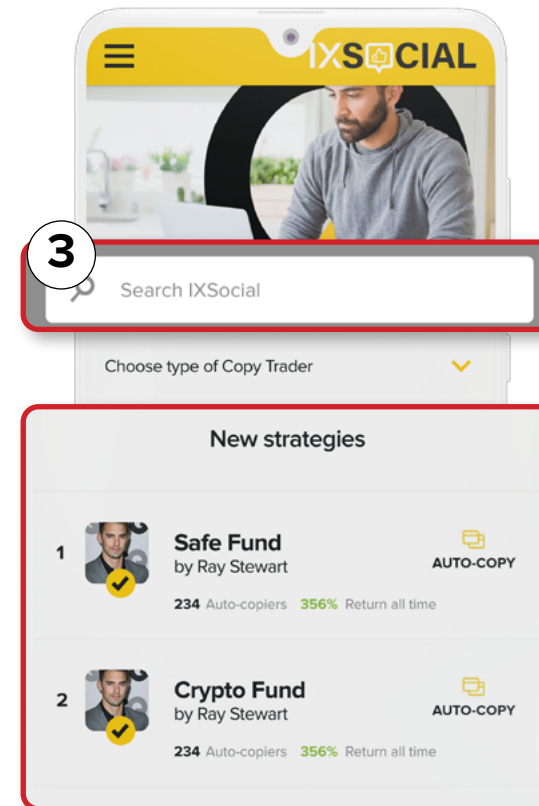 IXSOCIAL
3
Search IXSocial
Choose type of Copy Trader
New strategies
1
Safe Fund
by Ray Stewart
AUTO-COPY
234 Auto-copiers 356% Return all time
2
Crypto Fund
by Ray Stewart
AUTO-COPY
234 Auto-copiers 356% Return all time